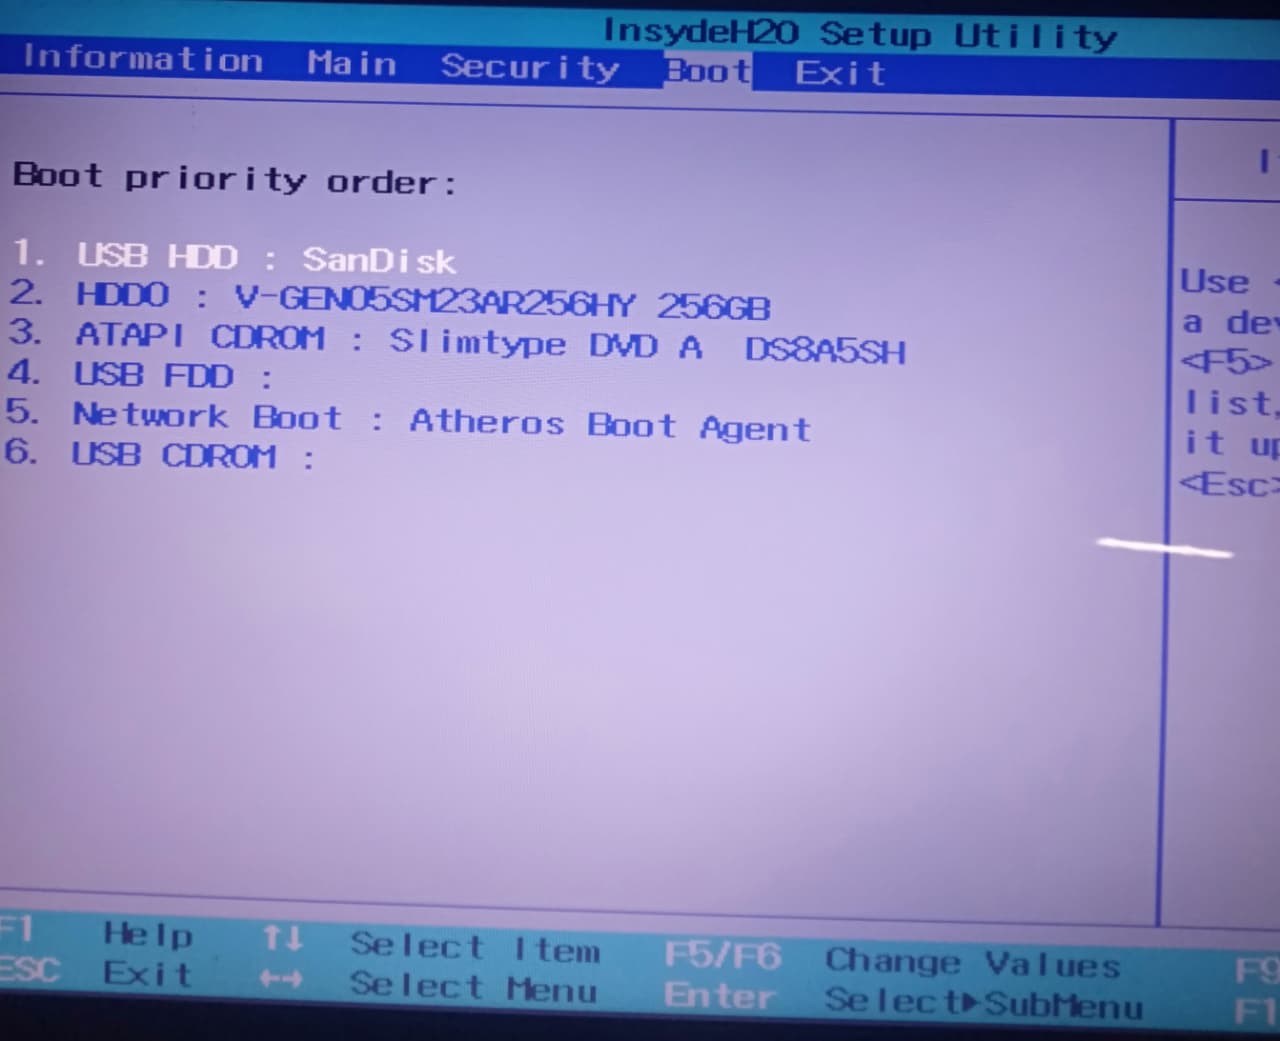 InsydeH20 Setup Utility
Information Main Security Boot Exit
Boot priority order:
1. USB HDD : SanDisk
2. HDD0 : V-GEN05SM23AR256HY 256GB
3. ATAPI CDROM : Slimtype DVD A DS8A5SH
4. USB FDD :
5. Network Boot : Atheros Boot Agent
6. USB CDROM :
Use
a dev
<F5>
list,
it up
<Esc>
F1 Help ↑↓ Select Item F5/F6 Change Values F9
ESC Exit ←→ Select Menu Enter Select▶SubMenu F1